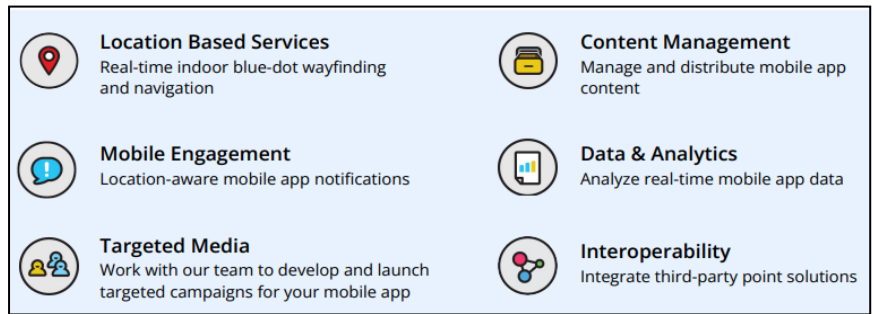 Location Based Services
Real-time indoor blue-dot wayfinding
and navigation
Mobile Engagement
Location-aware mobile app notifications
Targeted Media
Work with our team to develop and launch
targeted campaigns for your mobile app
Content Management
Manage and distribute mobile app
content
Data & Analytics
Analyze real-time mobile app data
Interoperability
Integrate third-party point solutions